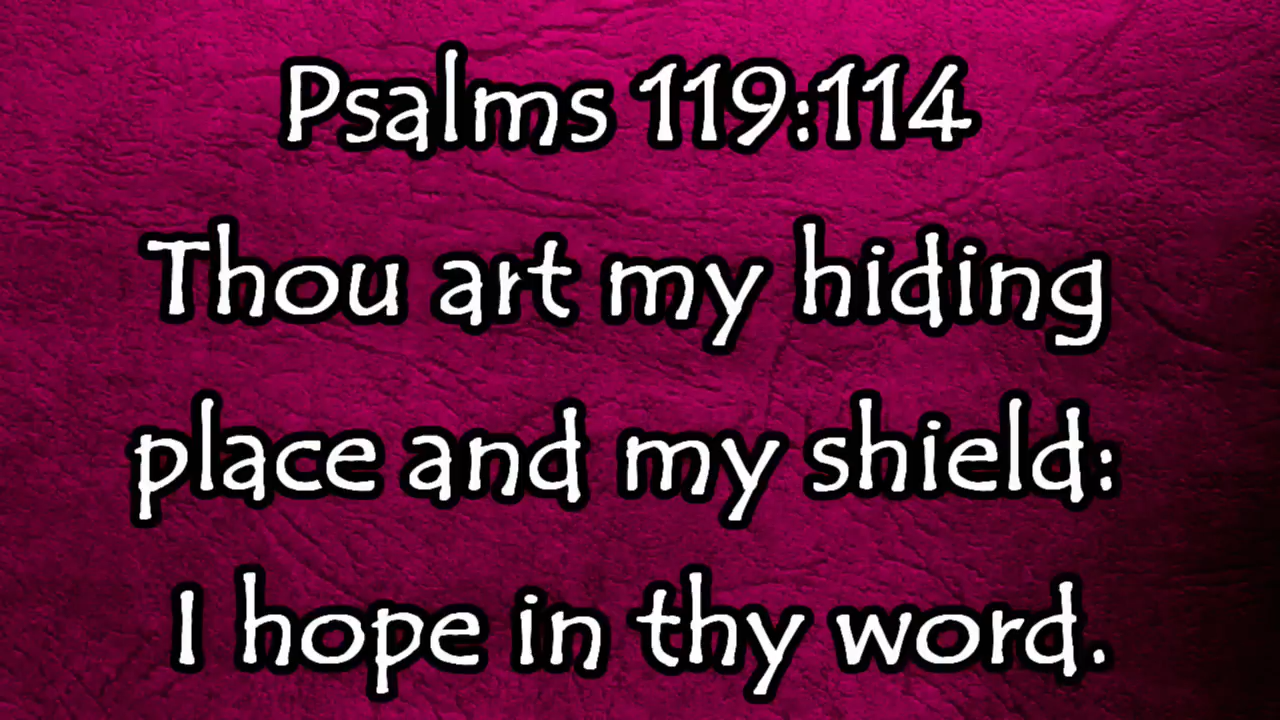 Psalms 119:114
Thou art my hiding
place and my shield:
I hope in thy word.